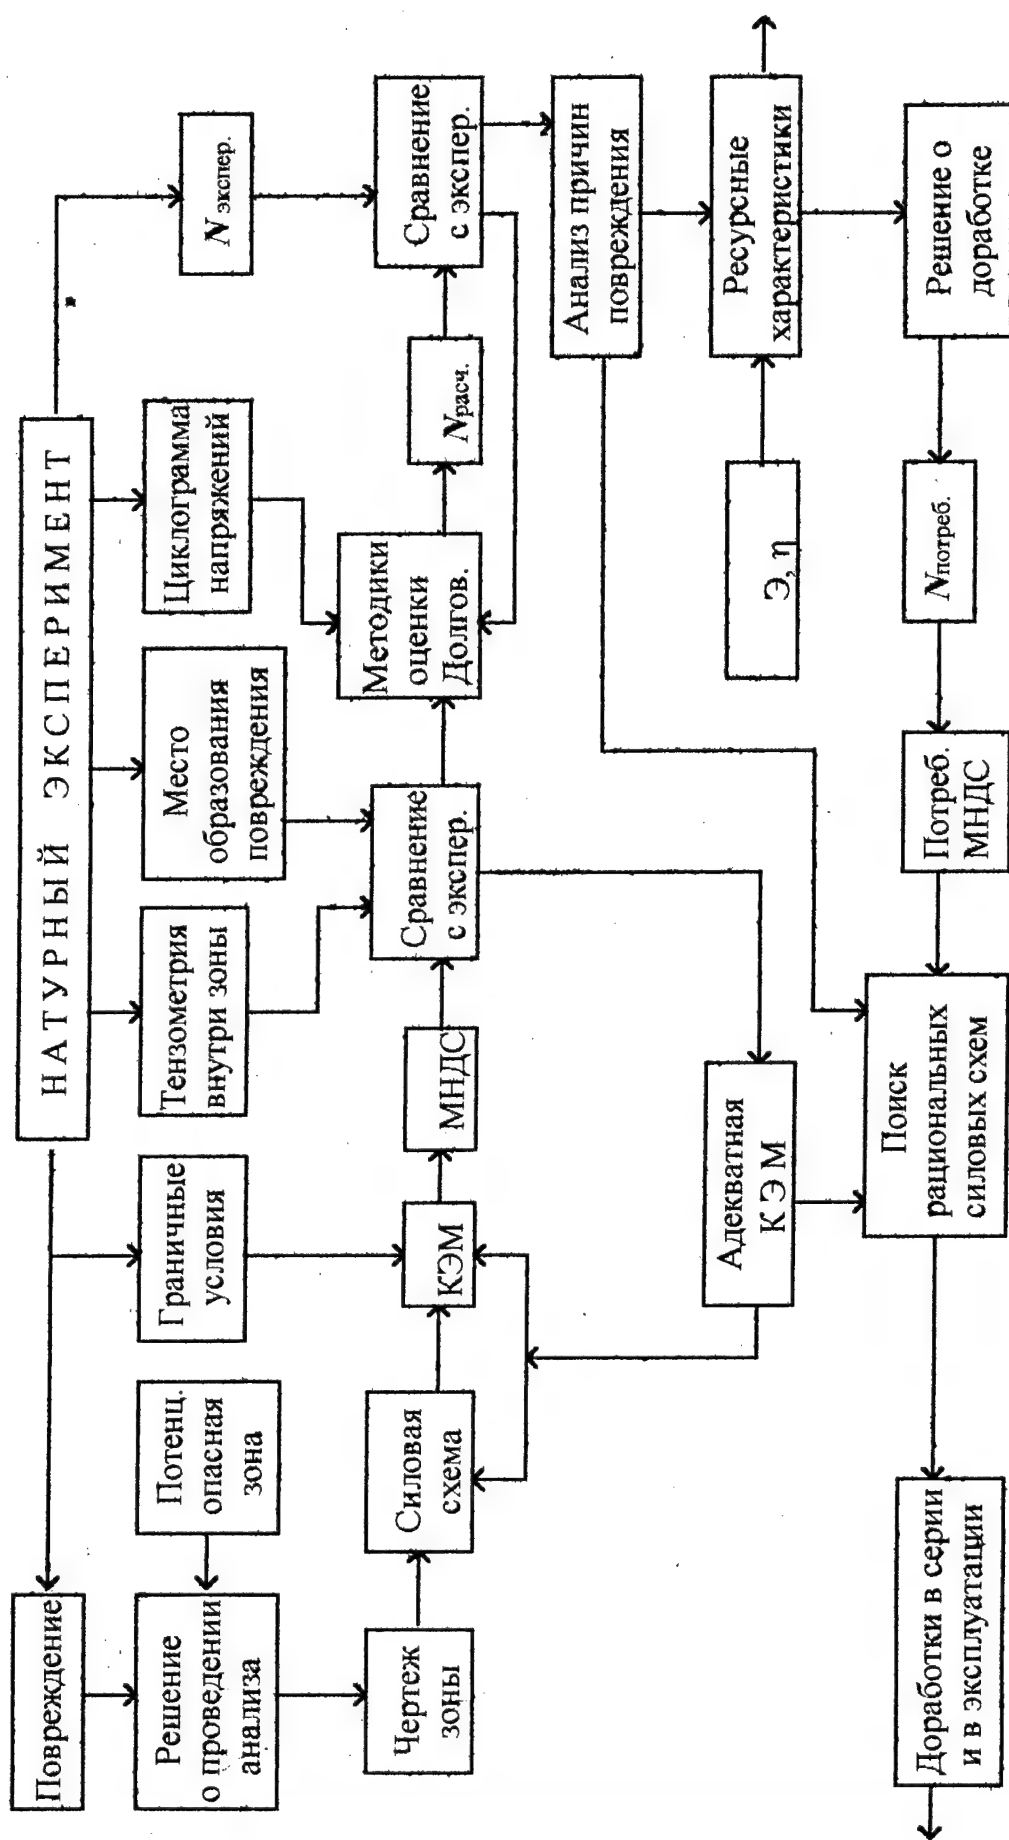 НАТУРНЫЙ ЭКСПЕРИМЕНТ
Повреждение
Решение
о проведении
анализа
Потенц.
опасная
зона
Граничные
условия
Тензометрия
внутри зоны
Место
образования
повреждения
Циклограмма
напряжений
N экспер.
Чертеж
зоны
Силовая
схема
КЭМ
МНДС
Сравнение
с экспер.
Методики
оценки
Долгов.
Nрасч.
Сравнение
с экспер.
Анализ причин
повреждения
Адекватная
КЭМ
Э, η
Ресурсные
характеристики
Доработки в серии
и в эксплуатации
Поиск
рациональных
силовых схем
Потреб.
МНДС
Nпотреб.
Решение о
доработке